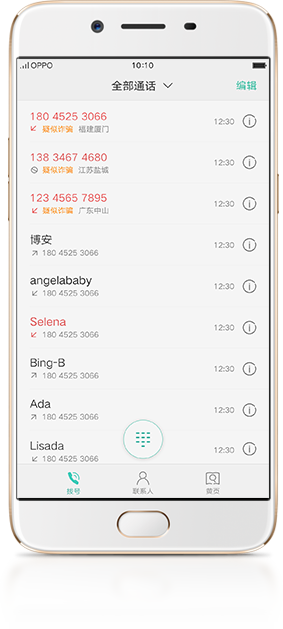 OPPO 10:10
全部通话 编辑
180 4525 3066
疑似诈骗 福建厦门 12:30
138 3467 4680
疑似诈骗 江苏盐城 12:30
123 4565 7895
疑似诈骗 广东中山 12:30
博安
180 4525 3066 12:30
angelababy
180 4525 3066 12:30
Selena
180 4525 3066 12:30
Bing-B
180 4525 3066 12:30
Ada
180 4525 3066 12:30
Lisada
180 4525 3066 12:30
拨号 联系人 黄页